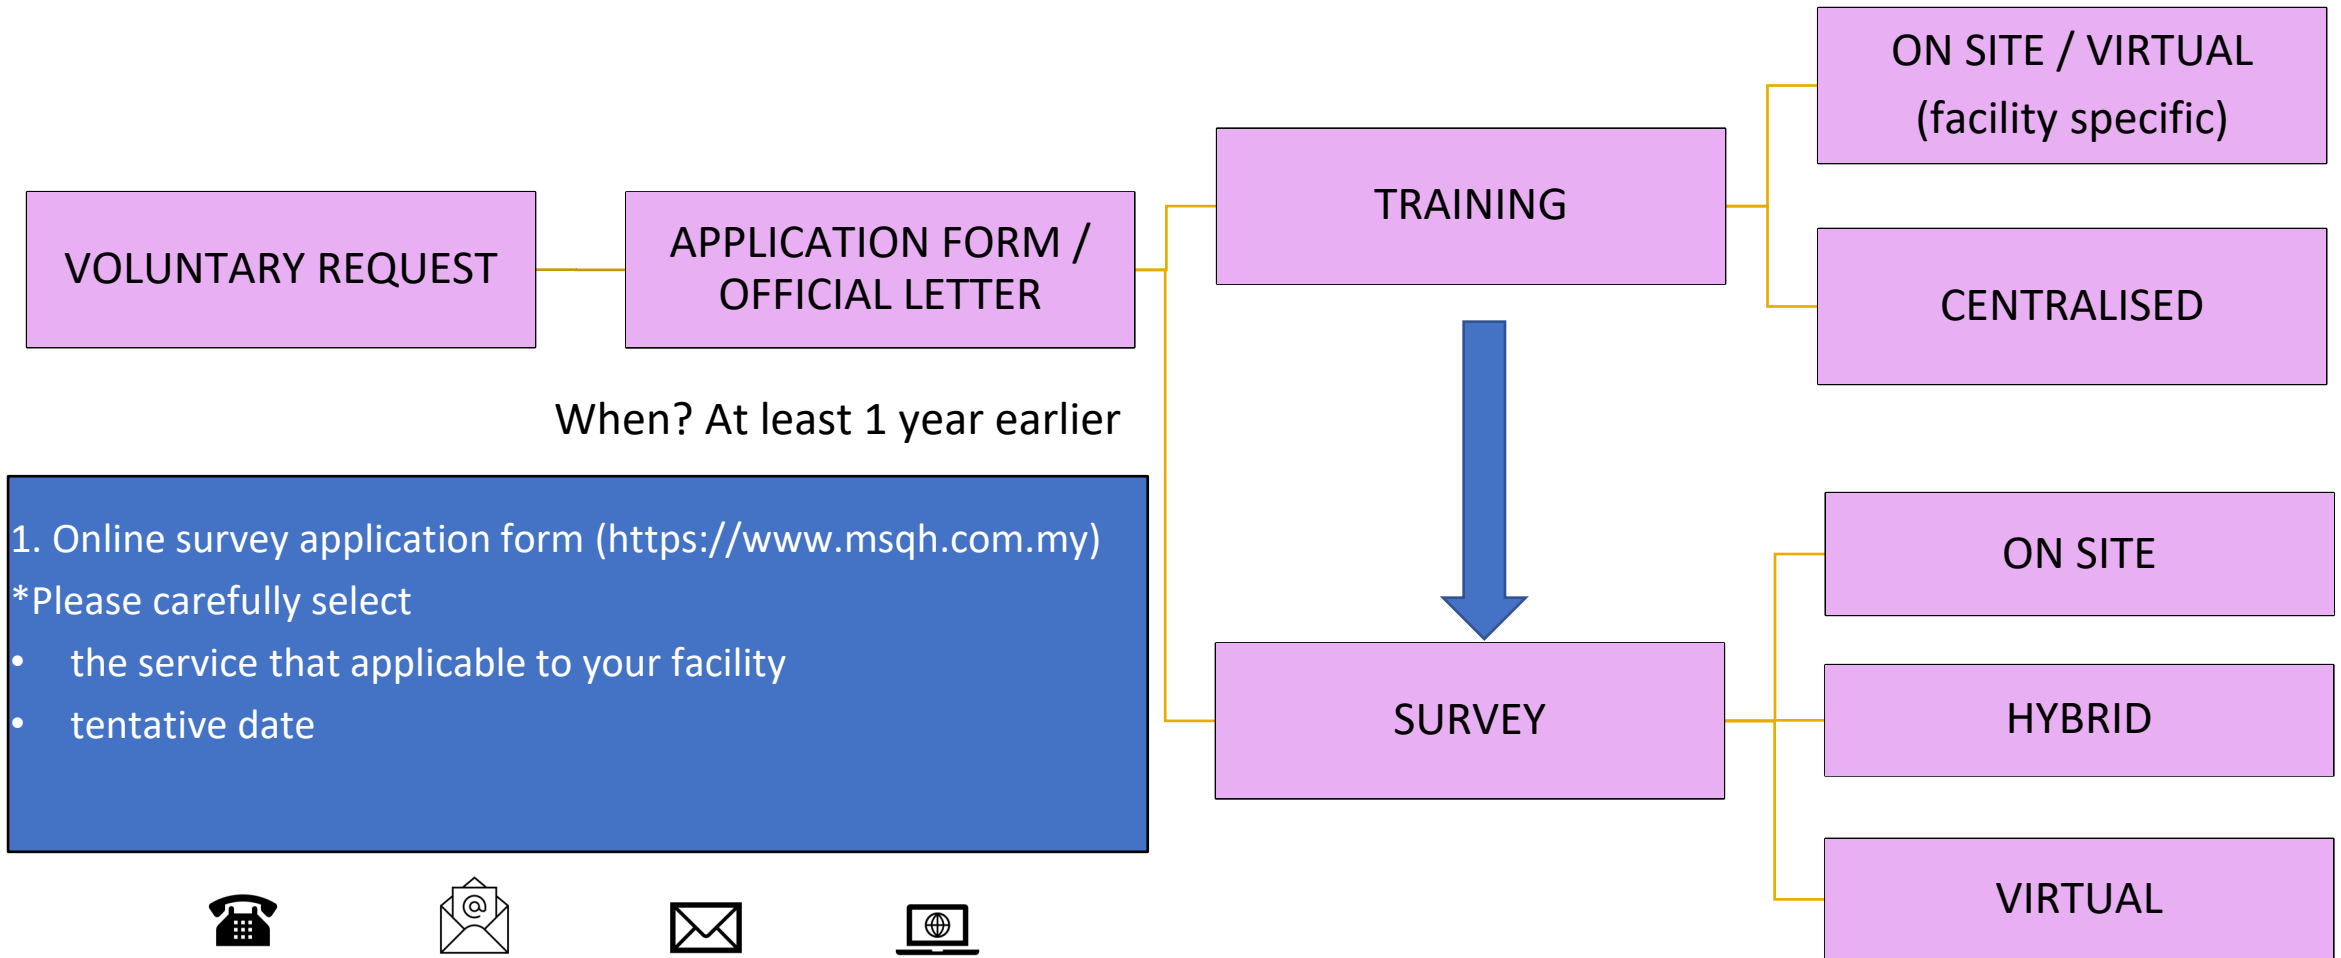 VOLUNTARY REQUEST
APPLICATION FORM /
OFFICIAL LETTER
When? At least 1 year earlier
1. Online survey application form (https://www.msqh.com.my)
*Please carefully select
• the service that applicable to your facility
• tentative date
TRAINING
ON SITE / VIRTUAL
(facility specific)
CENTRALISED
SURVEY
ON SITE
HYBRID
VIRTUAL
@